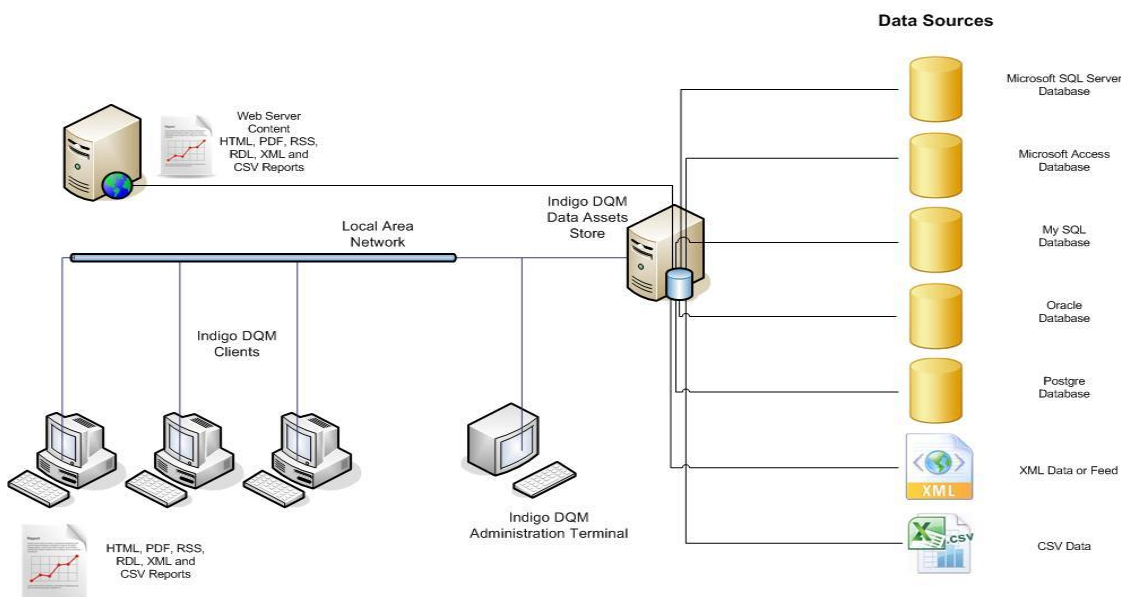 Data Sources
Microsoft SQL Server
Database
Web Server
Content
HTML, PDF, RSS,
RDL, XML and
CSV Reports
Microsoft Access
Database
Indigo DQM
Data Assets
Store
Local Area
Network
My SQL
Database
Oracle
Database
Indigo DQM
Clients
Postgre
Database
XML
XML Data or Feed
Indigo DQM
Administration Terminal
X
.csv
CSV Data
HTML, PDF, RSS,
RDL, XML and
CSV Reports